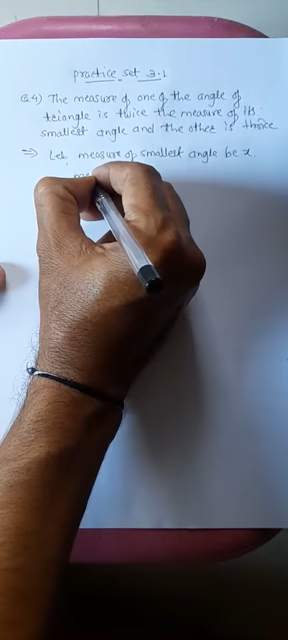 practice set 3.1
Q.4) The measure of one of the angle of
triangle is twice the measure of its
smallest angle and the other is thrice
⇒ Let, measure of smallest angle be x.